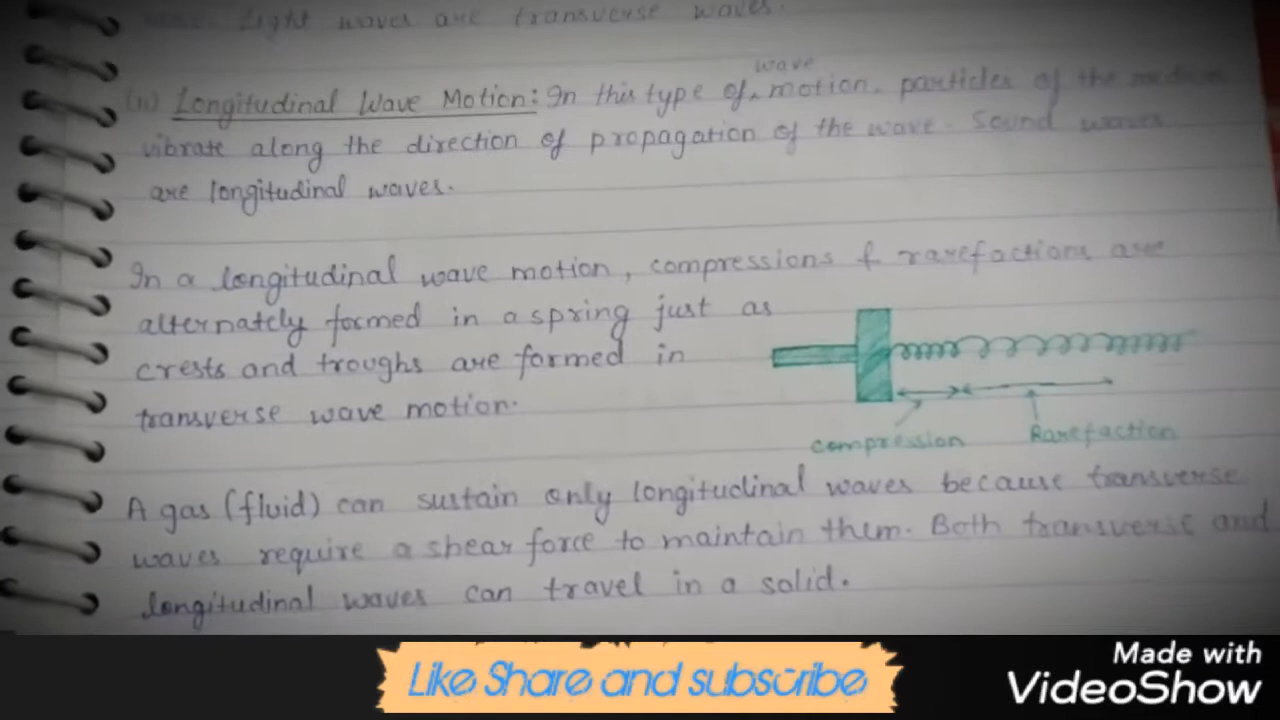 Light waves are transverse waves.
wave
(ii) Longitudinal Wave Motion: In this type of motion, particles of the medium
vibrate along the direction of propagation of the wave. Sound waves
are longitudinal waves.
In a longitudinal wave motion, compressions & rarefactions are
alternately formed in a spring just as
crests and troughs are formed in
transverse wave motion.
compression
Rarefaction
A gas (fluid) can sustain only longitudinal waves because transverse
waves require a shear force to maintain them. Both transverse and
longitudinal waves can travel in a solid.
Like Share and subscribe
Made with
VideoShow